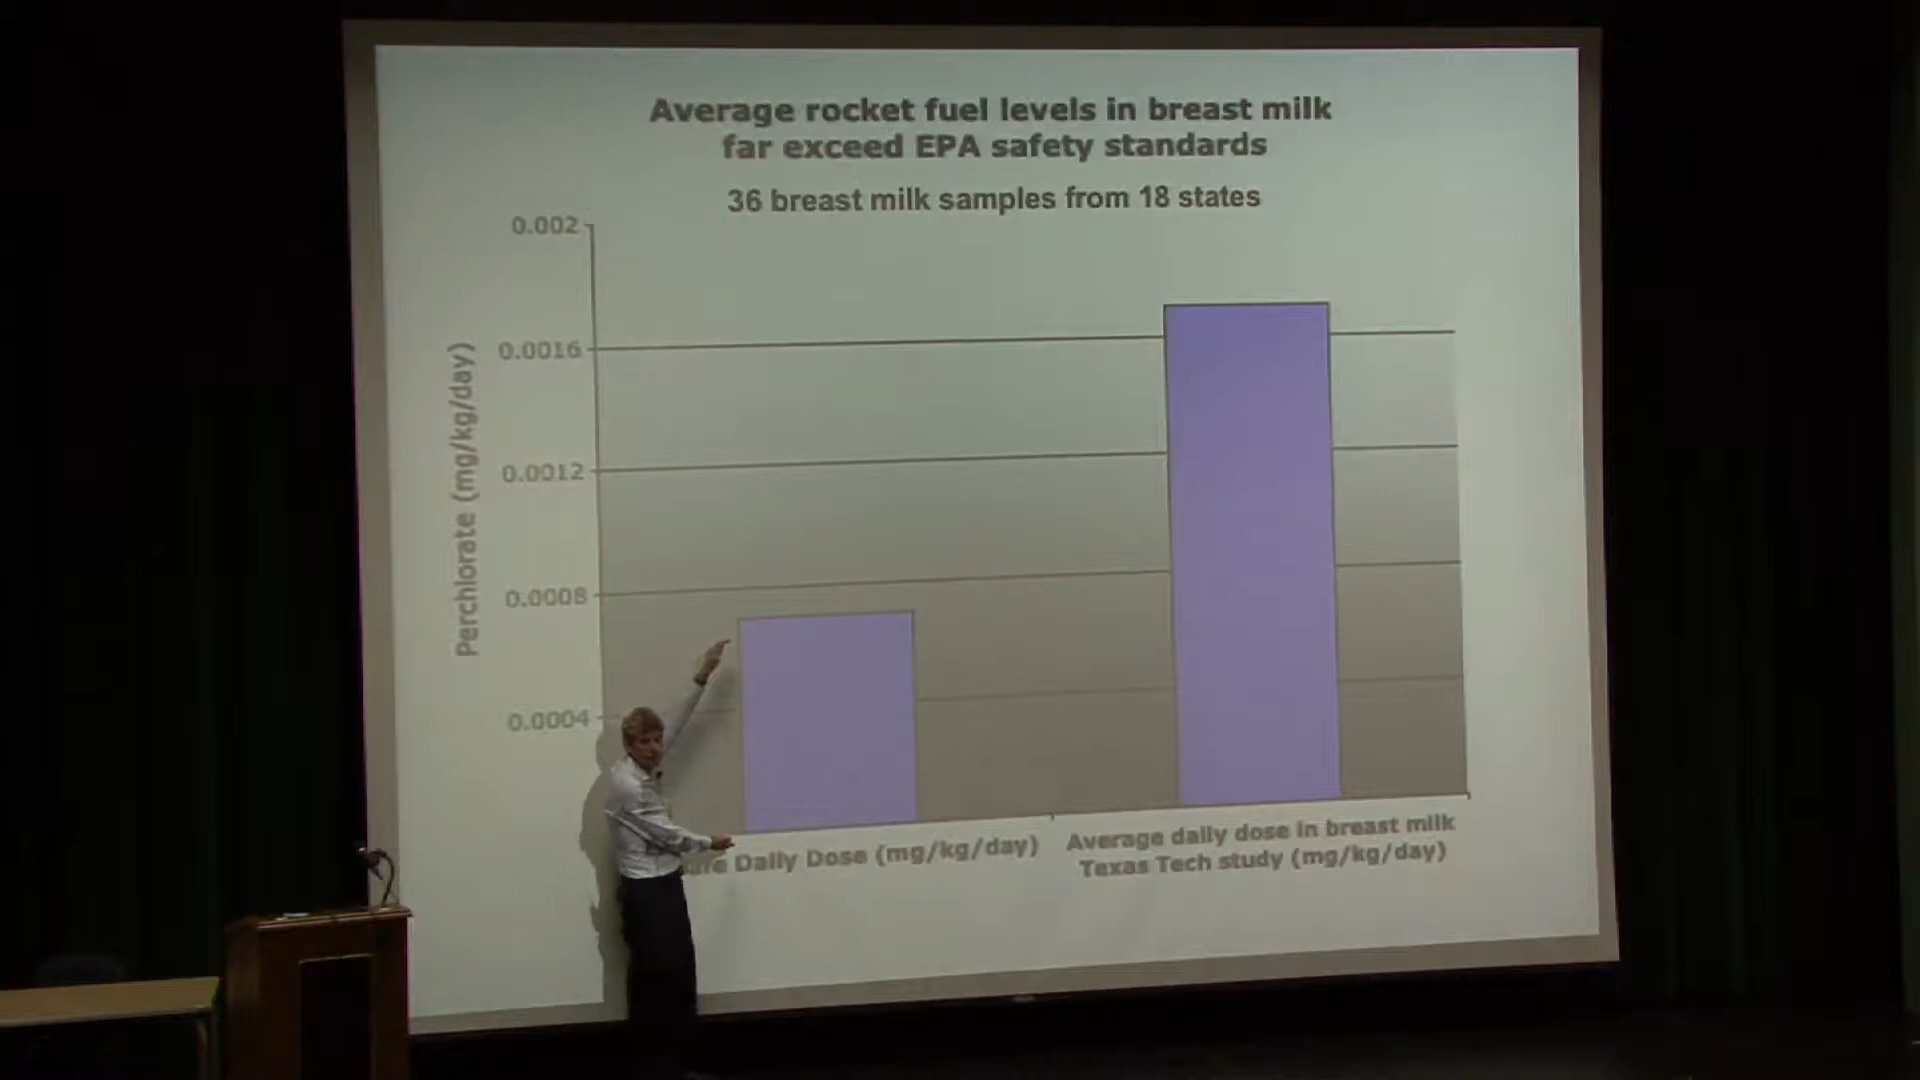 Average rocket fuel levels in breast milk
far exceed EPA safety standards
36 breast milk samples from 18 states
0.002
0.0016
0.0012
0.0008
0.0004
Perchlorate (mg/kg/day)
Daily Dose (mg/kg/day)
Average daily dose in breast milk
Texas Tech study (mg/kg/day)